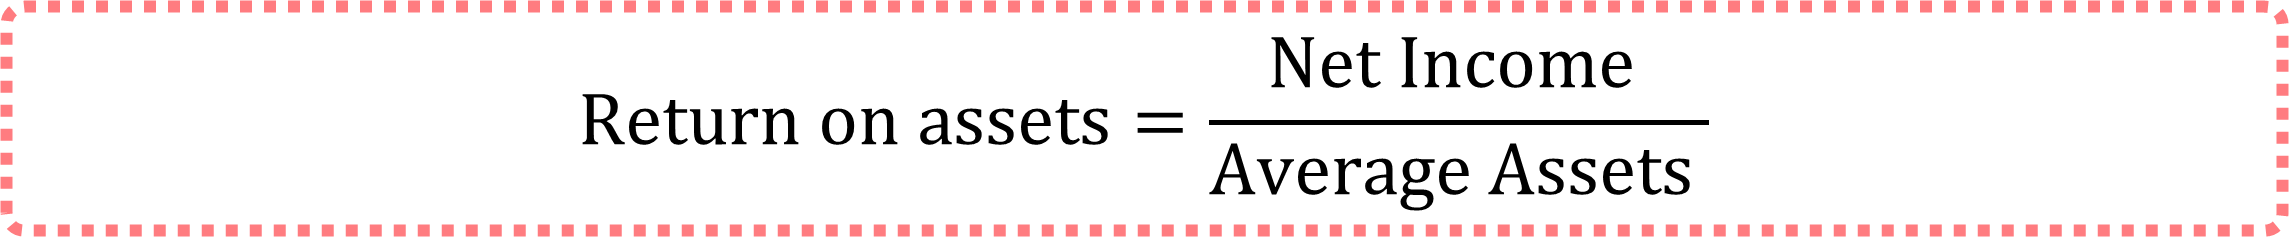 Return on assets = Net Income
Average Assets